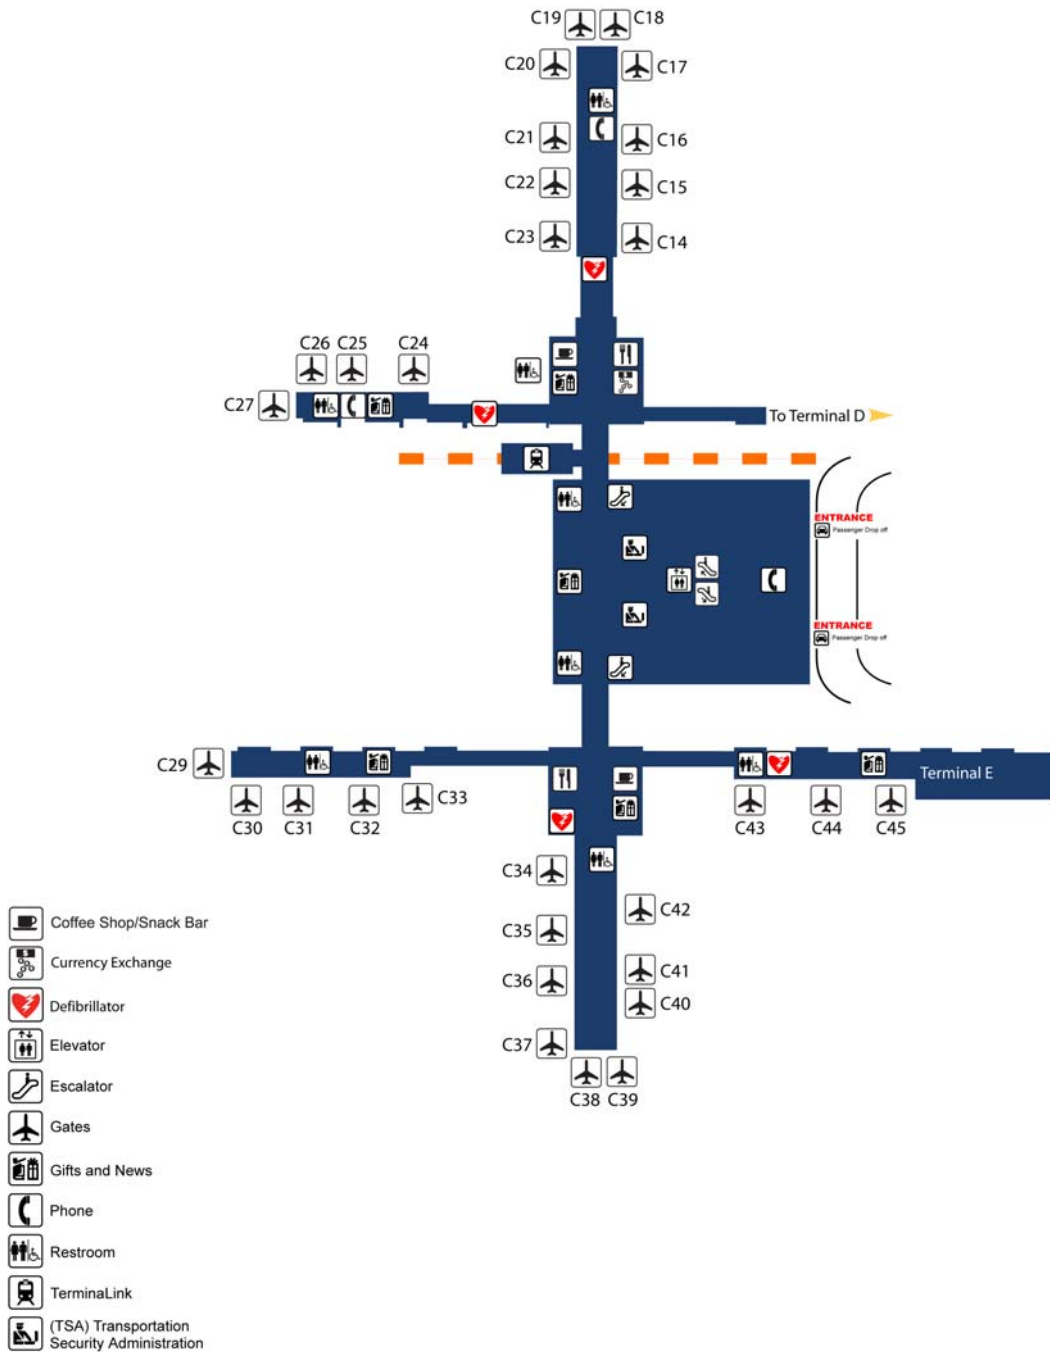 C19
C18
C20
C17
C21
C16
C22
C15
C23
C14
C26
C25
C24
C27
To Terminal D
ENTRANCE
Passenger Drop off
ENTRANCE
Passenger Drop off
C29
Terminal E
C33
C30
C31
C32
C43
C44
C45
C34
C42
C35
C41
C36
C40
C37
C38
C39
Coffee Shop/Snack Bar
$
Currency Exchange
Defibrillator
Elevator
Escalator
Gates
Gifts and News
Phone
Restroom
TerminaLink
(TSA) Transportation
Security Administration